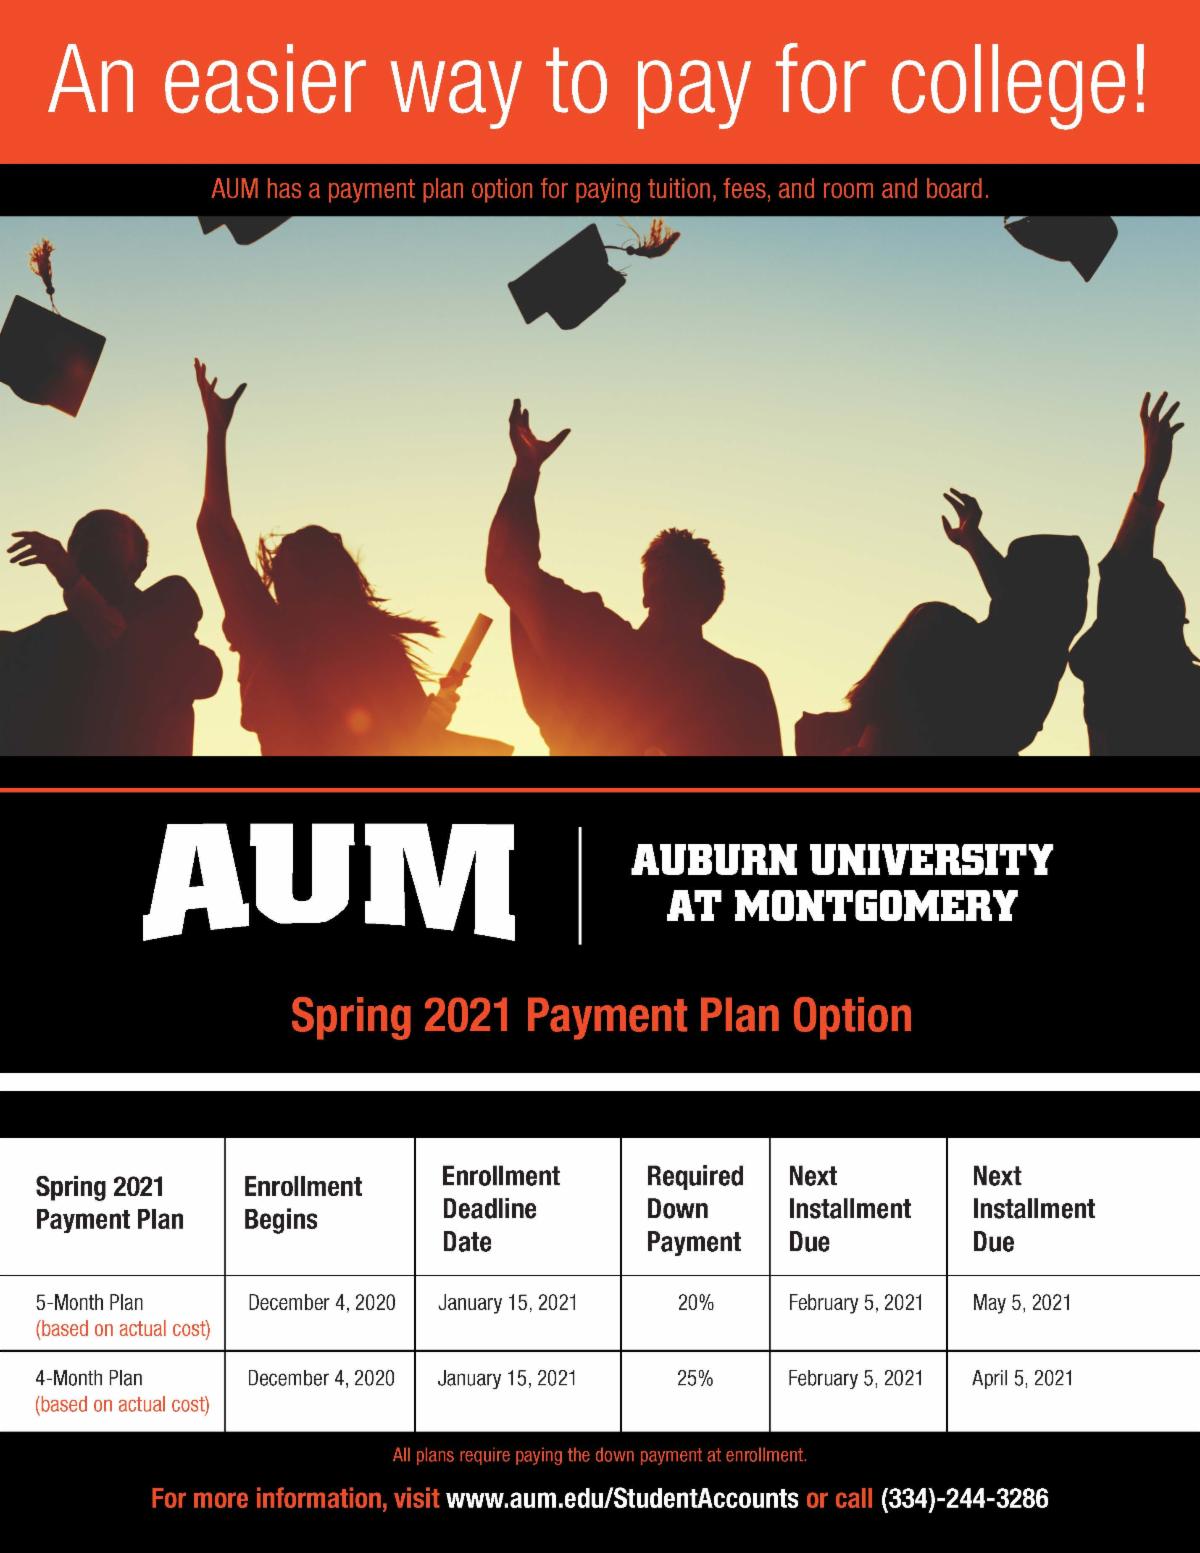 An easier way to pay for college!
AUM has a payment plan option for paying tuition, fees, and room and board.
AUM
AUBURN UNIVERSITY
AT MONTGOMERY
Spring 2021 Payment Plan Option
Spring 2021
Payment Plan
Enrollment
Begins
Enrollment
Deadline
Date
Required
Down
Payment
Next
Installment
Due
Next
Installment
Due
5-Month Plan
(based on actual cost)
December 4, 2020
January 15, 2021
20%
February 5, 2021
May 5, 2021
4-Month Plan
(based on actual cost)
December 4, 2020
January 15, 2021
25%
February 5, 2021
April 5, 2021
All plans require paying the down payment at enrollment.
For more information, visit www.aum.edu/StudentAccounts or call (334)-244-3286